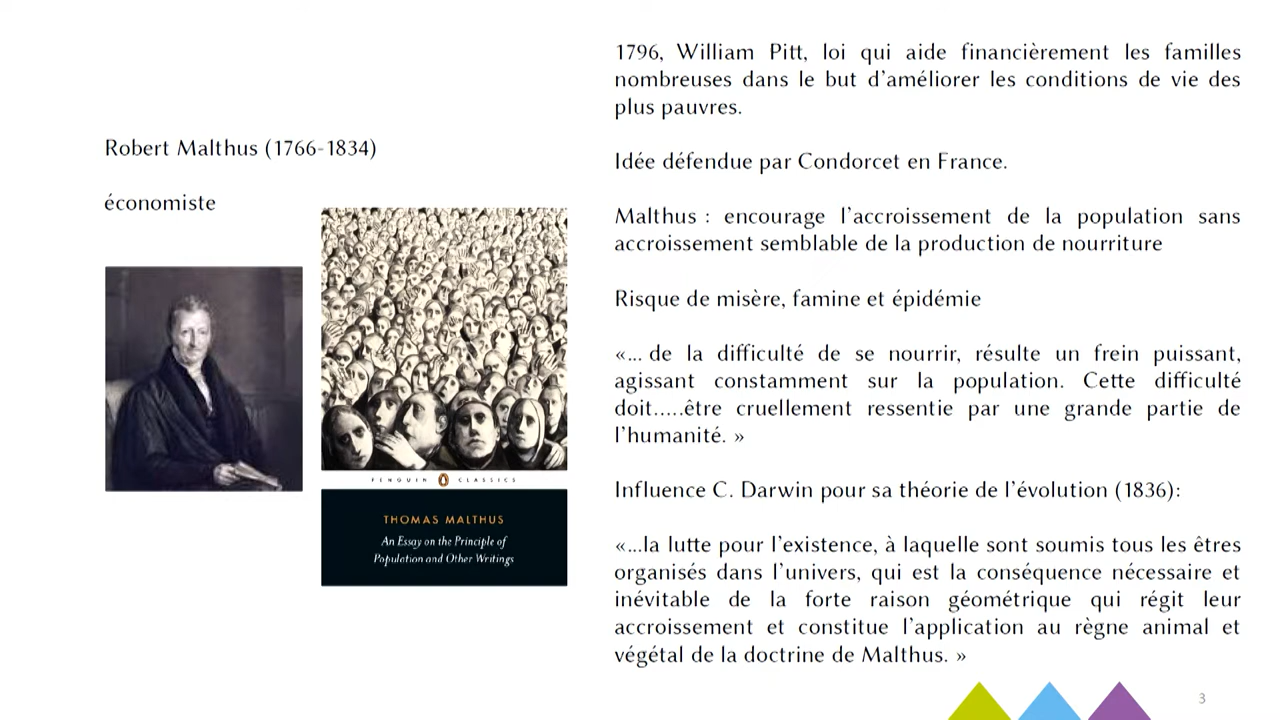 Robert Malthus (1766-1834)
économiste
PENGUIN CLASSICS
THOMAS MALTHUS
An Essay on the Principle of
Population and Other Writings
1796, William Pitt, loi qui aide financièrement les familles
nombreuses dans le but d'améliorer les conditions de vie des
plus pauvres.
Idée défendue par Condorcet en France.
Malthus : encourage l'accroissement de la population sans
accroissement semblable de la production de nourriture
Risque de misère, famine et épidémie
«... de la difficulté de se nourrir, résulte un frein puissant,
agissant constamment sur la population. Cette difficulté
doit.....être cruellement ressentie par une grande partie de
l'humanité. »
Influence C. Darwin pour sa théorie de l'évolution (1836):
«...la lutte pour l'existence, à laquelle sont soumis tous les êtres
organisés dans l'univers, qui est la conséquence nécessaire et
inévitable de la forte raison géométrique qui régit leur
accroissement et constitue l'application au règne animal et
végétal de la doctrine de Malthus. »
3